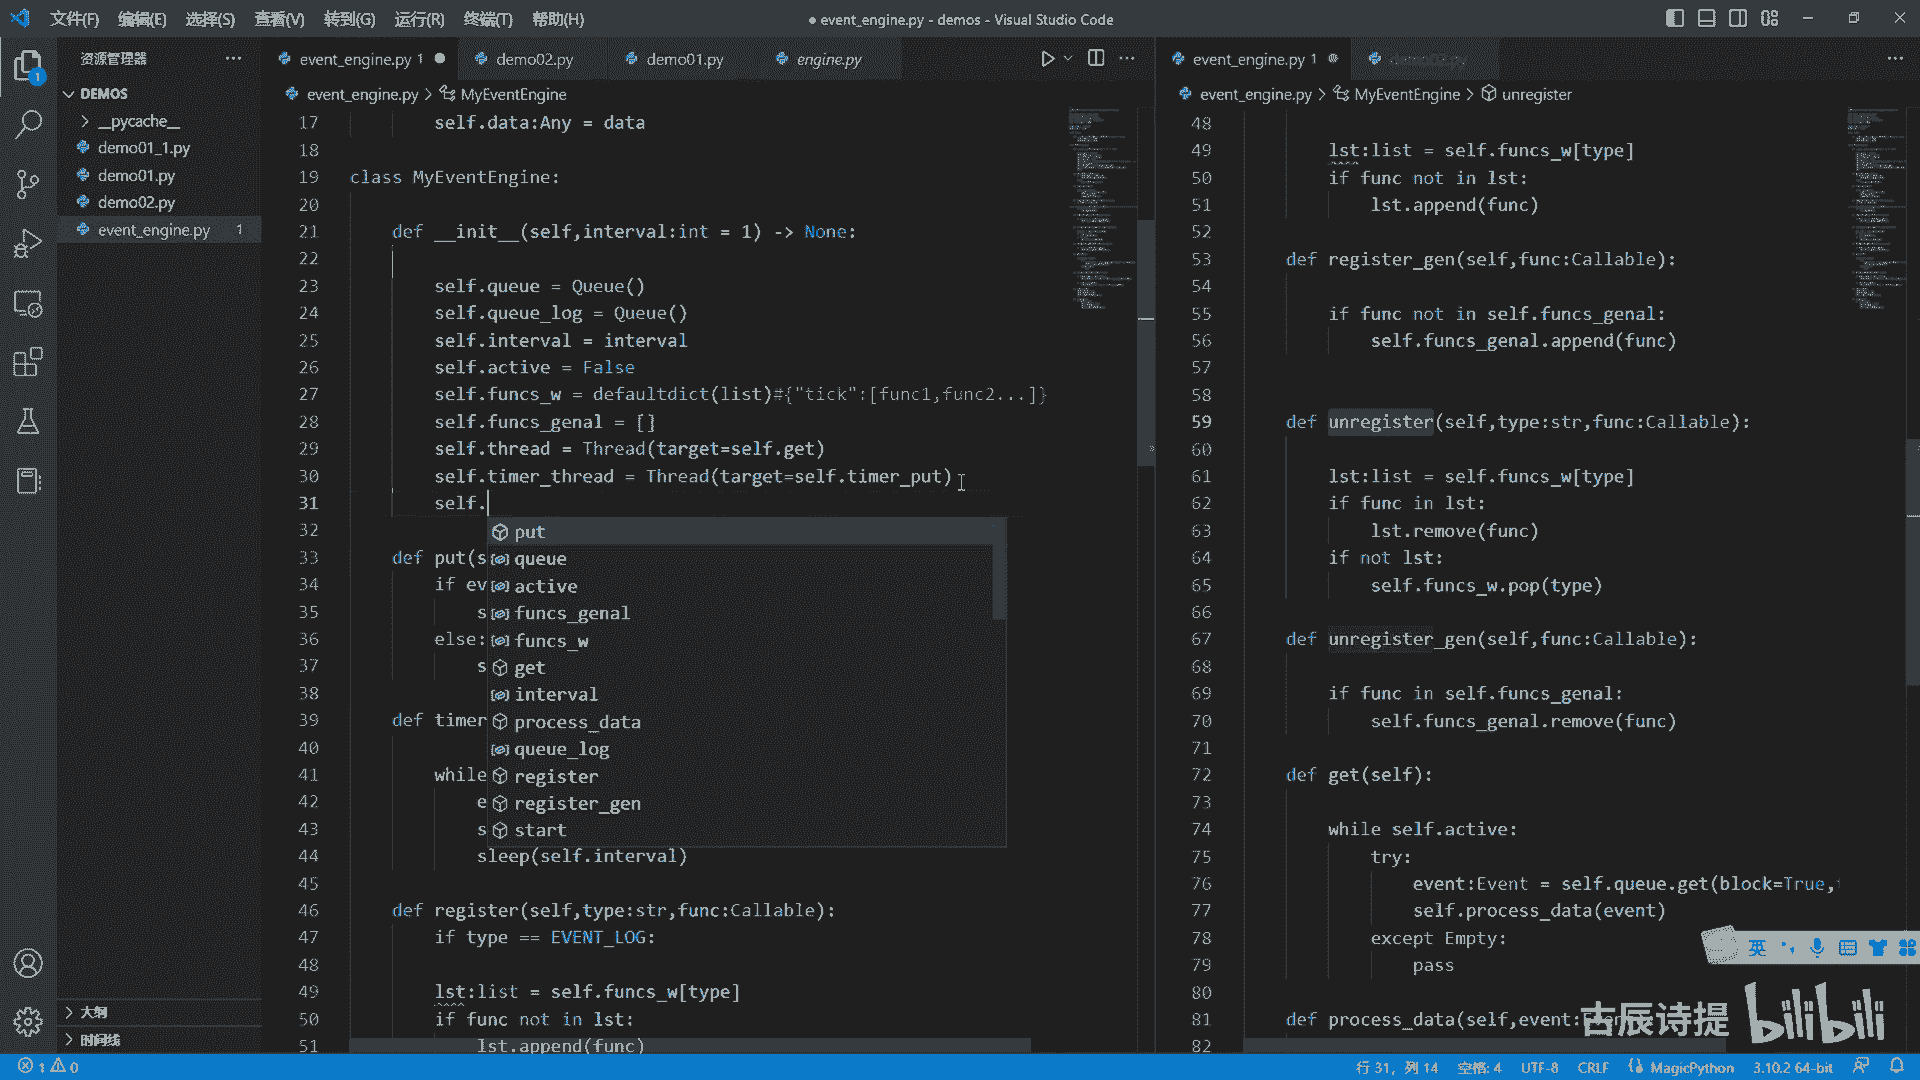 文件(F) 编辑(E) 选择(S) 查看(V) 转到(G) 运行(R) 终端(T) 帮助(H)
● event_engine.py - demos - Visual Studio Code
资源管理器
DEMOS
__pycache__
demo01_1.py
demo01.py
demo02.py
event_engine.py 1
大纲
时间线
event_engine.py 1
demo02.py
demo01.py
engine.py
event_engine.py > MyEventEngine
17 self.data:Any = data
18
19 class MyEventEngine:
20
21 def __init__(self,interval:int = 1) -> None:
22
23 self.queue = Queue()
24 self.queue_log = Queue()
25 self.interval = interval
26 self.active = False
27 self.funcs_w = defaultdict(list)#{"tick":[func1,func2...]}
28 self.funcs_genal = []
29 self.thread = Thread(target=self.get)
30 self.timer_thread = Thread(target=self.timer_put)
31 self.
32
33 def put(s
34 if ev
35 s
36 else:
37 s
38
39 def timer
40
41 while
42 e
43 s
44 sleep(self.interval)
45
46 def register(self,type:str,func:Callable):
47 if type == EVENT_LOG:
48
49 lst:list = self.funcs_w[type]
50 if func not in lst:
51 lst.append(func)
put
queue
active
funcs_genal
funcs_w
get
interval
process_data
queue_log
register
register_gen
start
event_engine.py 1
event_engine.py > MyEventEngine > unregister
48
49 lst:list = self.funcs_w[type]
50 if func not in lst:
51 lst.append(func)
52
53 def register_gen(self,func:Callable):
54
55 if func not in self.funcs_genal:
56 self.funcs_genal.append(func)
57
58
59 def unregister(self,type:str,func:Callable):
60
61 lst:list = self.funcs_w[type]
62 if func in lst:
63 lst.remove(func)
64 if not lst:
65 self.funcs_w.pop(type)
66
67 def unregister_gen(self,func:Callable):
68
69 if func in self.funcs_genal:
70 self.funcs_genal.remove(func)
71
72 def get(self):
73
74 while self.active:
75 try:
76 event:Event = self.queue.get(block=True,
77 self.process_data(event)
78 except Empty:
79 pass
80
81 def process_data(self,event:
82
英
古辰诗提 bilibili
1 0
行 31，列 14 空格: 4 UTF-8 CRLF MagicPython 3.10.2 64-bit